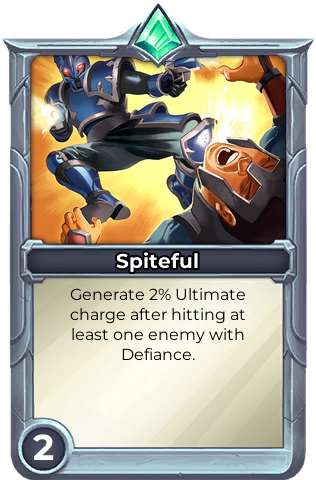 Spiteful
Generate 2% Ultimate
charge after hitting at
least one enemy with
Defiance.
2